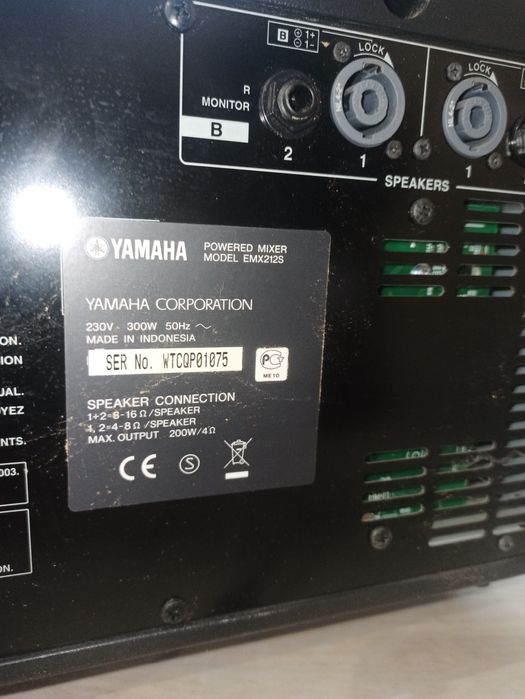 B 1+
1-
LOCK
LOCK
R
MONITOR
B
2
1
1
SPEAKERS
YAMAHA
POWERED MIXER
MODEL EMX212S
YAMAHA CORPORATION
230V 300W 50Hz
MADE IN INDONESIA
SER No. WTCQP01075
ME10
SPEAKER CONNECTION
1+2=8-16Ω/SPEAKER
1, 2=4-8Ω/SPEAKER
MAX. OUTPUT 200W/4Ω
CE S
ON.
ION
UAL.
OYEZ
NTS.
003.
ON.